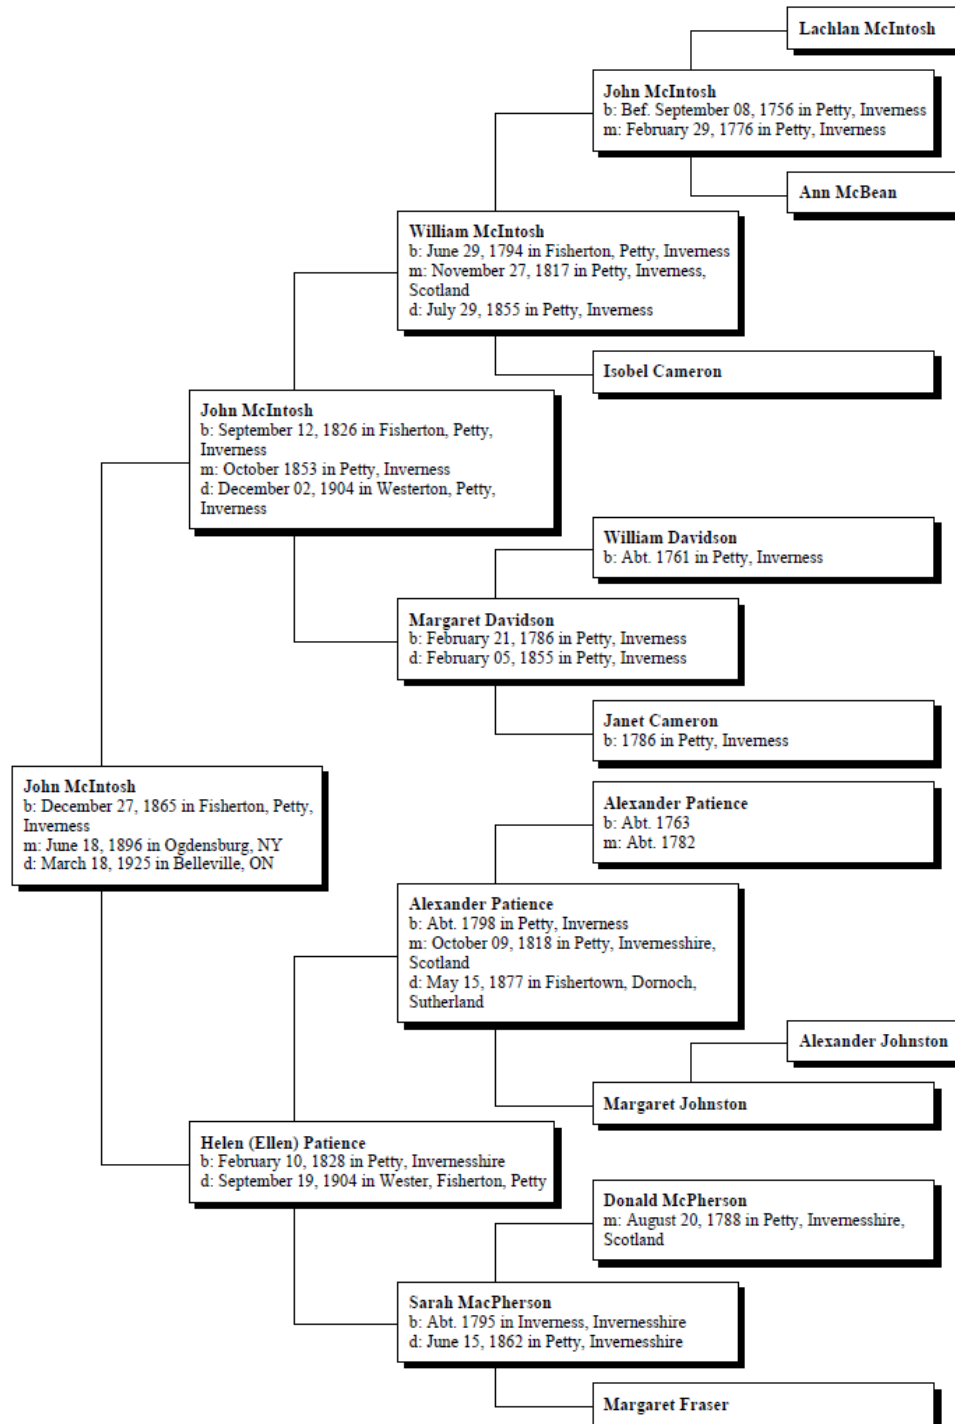 Lachlan McIntosh
John McIntosh
b: Bef. September 08, 1756 in Petty, Inverness
m: February 29, 1776 in Petty, Inverness
Ann McBean
William McIntosh
b: June 29, 1794 in Fisherton, Petty, Inverness
m: November 27, 1817 in Petty, Inverness,
Scotland
d: July 29, 1855 in Petty, Inverness
Isobel Cameron
John McIntosh
b: September 12, 1826 in Fisherton, Petty,
Inverness
m: October 1853 in Petty, Inverness
d: December 02, 1904 in Westerton, Petty,
Inverness
William Davidson
b: Abt. 1761 in Petty, Inverness
Margaret Davidson
b: February 21, 1786 in Petty, Inverness
d: February 05, 1855 in Petty, Inverness
Janet Cameron
b: 1786 in Petty, Inverness
John McIntosh
b: December 27, 1865 in Fisherton, Petty,
Inverness
m: June 18, 1896 in Ogdensburg, NY
d: March 18, 1925 in Belleville, ON
Alexander Patience
b: Abt. 1763
m: Abt. 1782
Alexander Patience
b: Abt. 1798 in Petty, Inverness
m: October 09, 1818 in Petty, Invernesshire,
Scotland
d: May 15, 1877 in Fishertown, Dornoch,
Sutherland
Alexander Johnston
Margaret Johnston
Helen (Ellen) Patience
b: February 10, 1828 in Petty, Invernesshire
d: September 19, 1904 in Wester, Fisherton, Petty
Donald McPherson
m: August 20, 1788 in Petty, Invernesshire,
Scotland
Sarah MacPherson
b: Abt. 1795 in Inverness, Invernesshire
d: June 15, 1862 in Petty, Invernesshire
Margaret Fraser